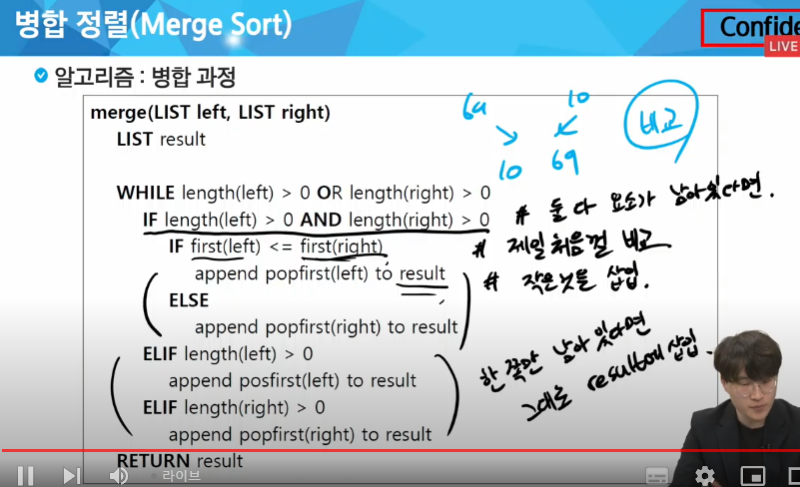 병합 정렬(Merge Sort)
Confide
LIVE
알고리즘 : 병합 과정
merge(LIST left, LIST right)
LIST result
WHILE length(left) > 0 OR length(right) > 0
IF length(left) > 0 AND length(right) > 0
IF first(left) <= first(right)
append popfirst(left) to result
ELSE
append popfirst(right) to result
ELIF length(left) > 0
append posfirst(left) to result
ELIF length(right) > 0
append popfirst(right) to result
RETURN result
69 10
10 69
비교
# 둘 다 요소가 남아있다면.
# 제일 처음걸 비교
# 작은것을 삽입.
한 쪽만 남아 있다면
그대로 result에 삽입.
라이브